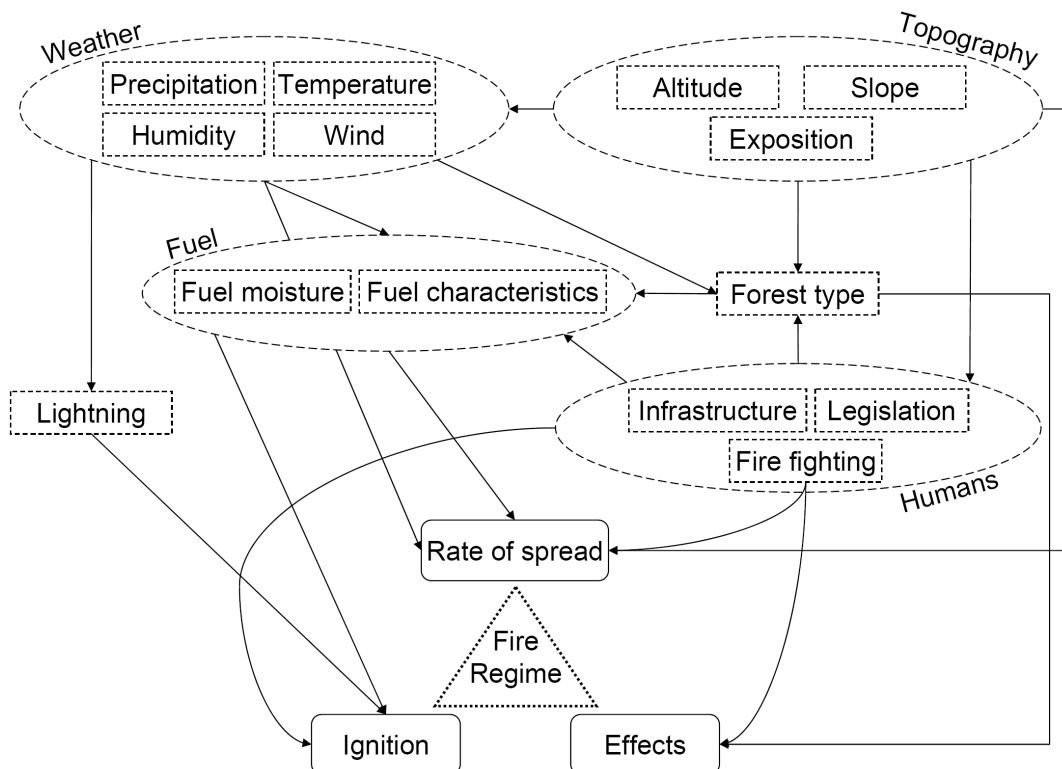 Weather
Topography
Precipitation
Temperature
Humidity
Wind
Altitude
Slope
Exposition
Fuel
Fuel moisture
Fuel characteristics
Forest type
Lightning
Infrastructure
Legislation
Fire fighting
Humans
Rate of spread
Fire
Regime
Ignition
Effects